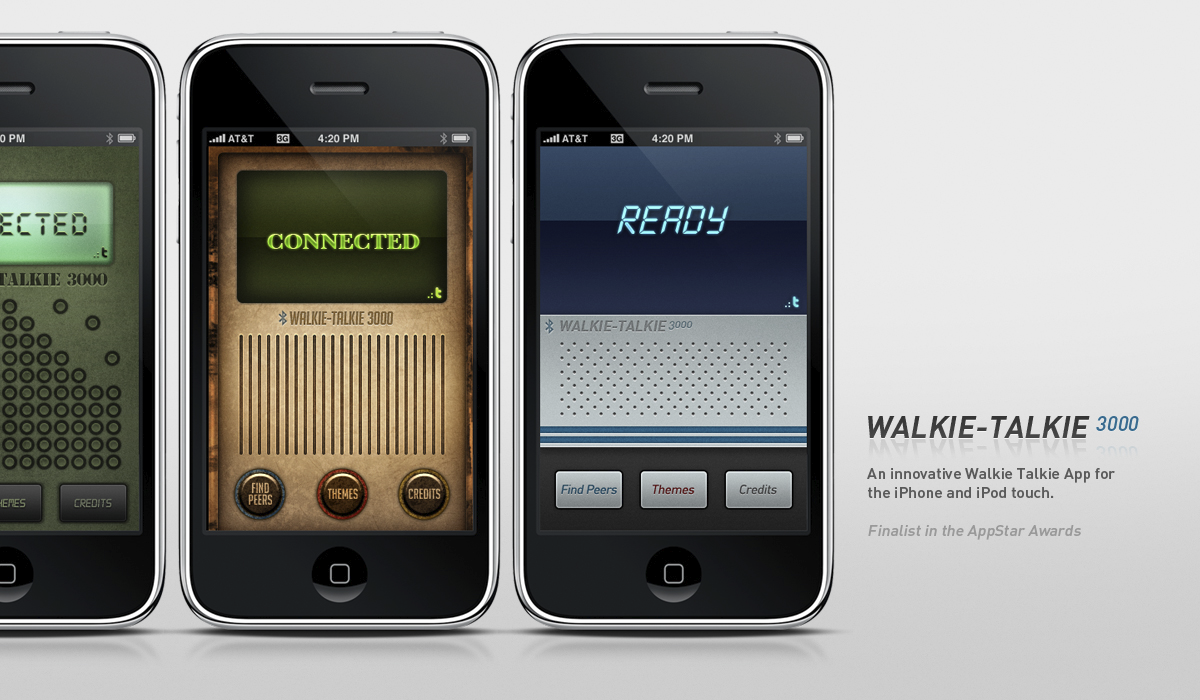 0 PM
ECTED
.:t
TALKIE 3000
HEMES
CREDITS
AT&T 3G 4:20 PM
CONNECTED
.:t
WALKIE-TALKIE 3000
FIND
PEERS
THEMES
CREDITS
AT&T 3G 4:20 PM
READY
.:t
WALKIE-TALKIE 3000
Find Peers
Themes
Credits
WALKIE-TALKIE 3000
An innovative Walkie Talkie App for
the iPhone and iPod touch.
Finalist in the AppStar Awards